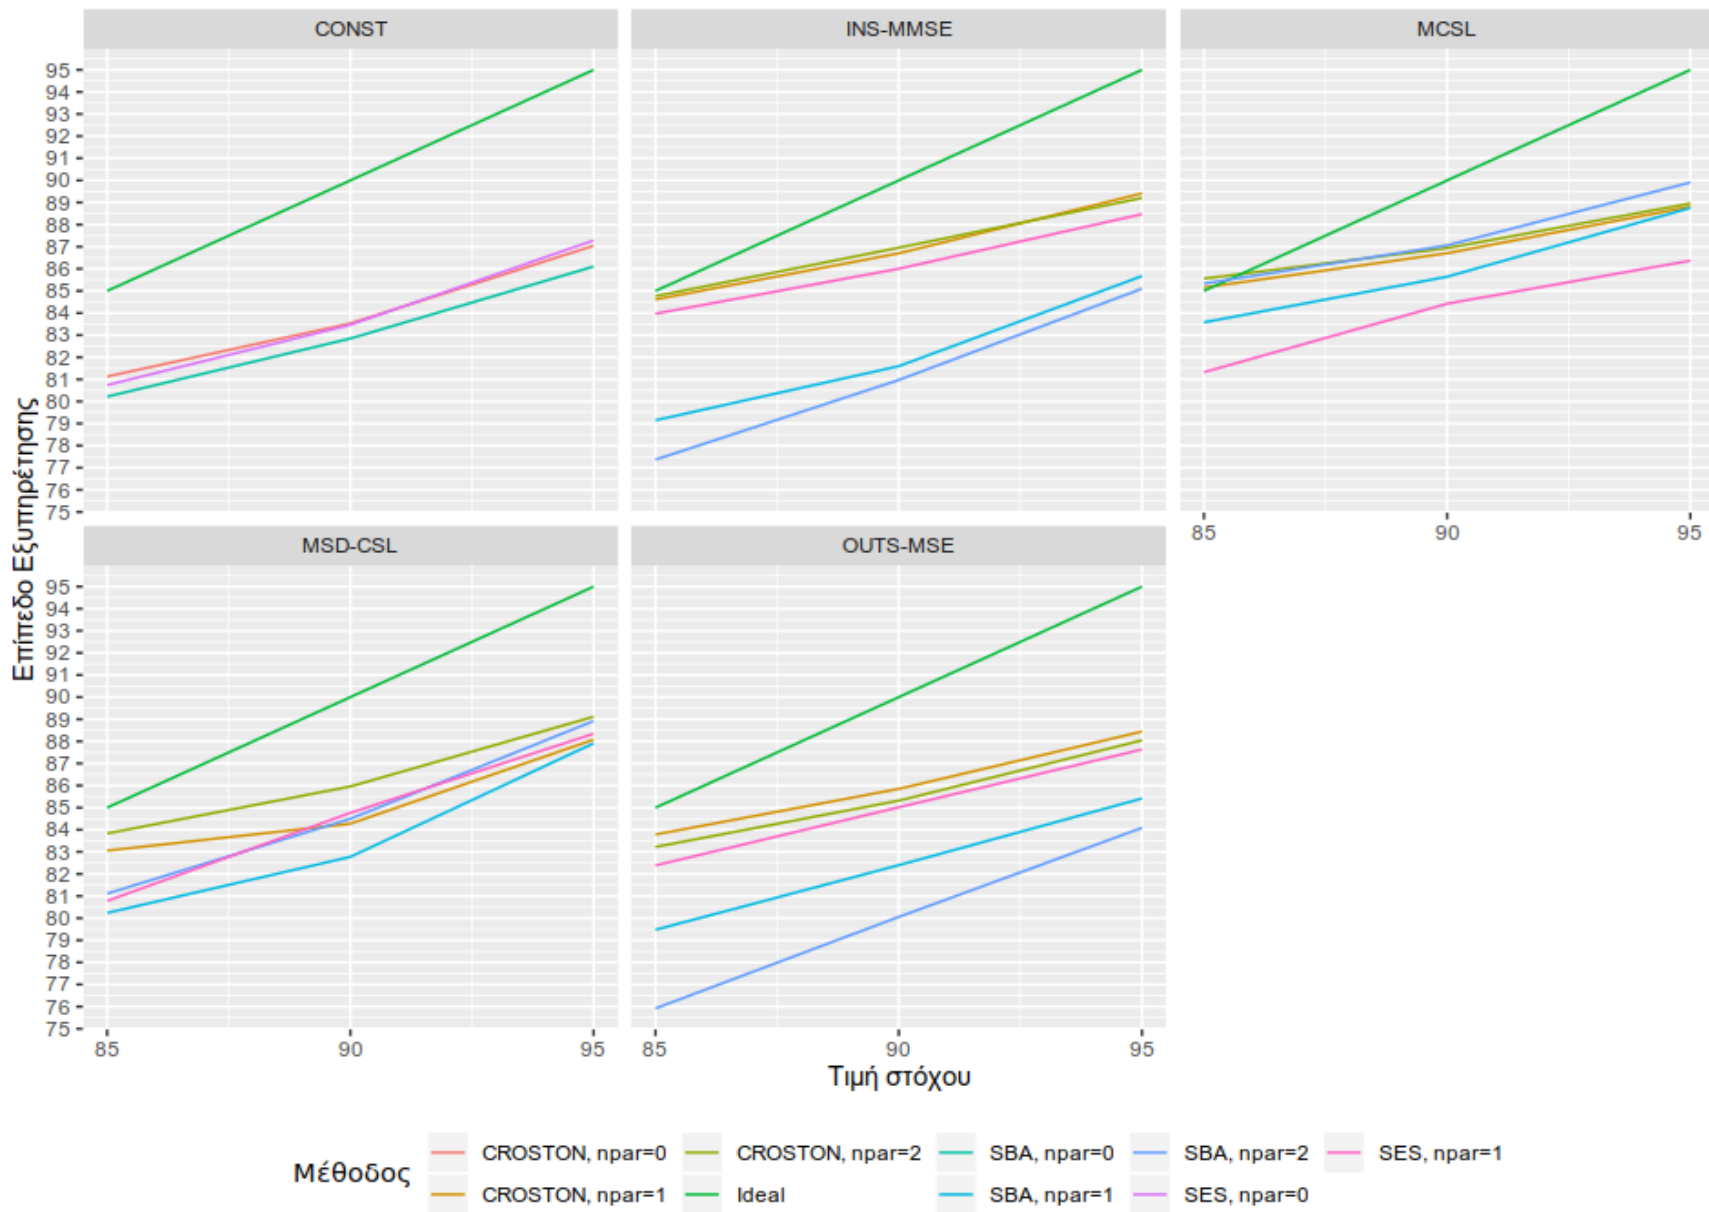 CONST
INS-MMSE
MCSL
95
94
93
92
91
90
89
88
87
86
85
84
83
82
81
80
79
78
77
76
75
85 90 95
MSD-CSL
OUTS-MSE
95
94
93
92
91
90
89
88
87
86
85
84
83
82
81
80
79
78
77
76
75
85 90 95
85 90 95
Επίπεδο Εξυπηρέτησης
Τιμή στόχου
Μέθοδος
CROSTON, npar=0
CROSTON, npar=2
SBA, npar=0
SBA, npar=2
SES, npar=1
CROSTON, npar=1
Ideal
SBA, npar=1
SES, npar=0